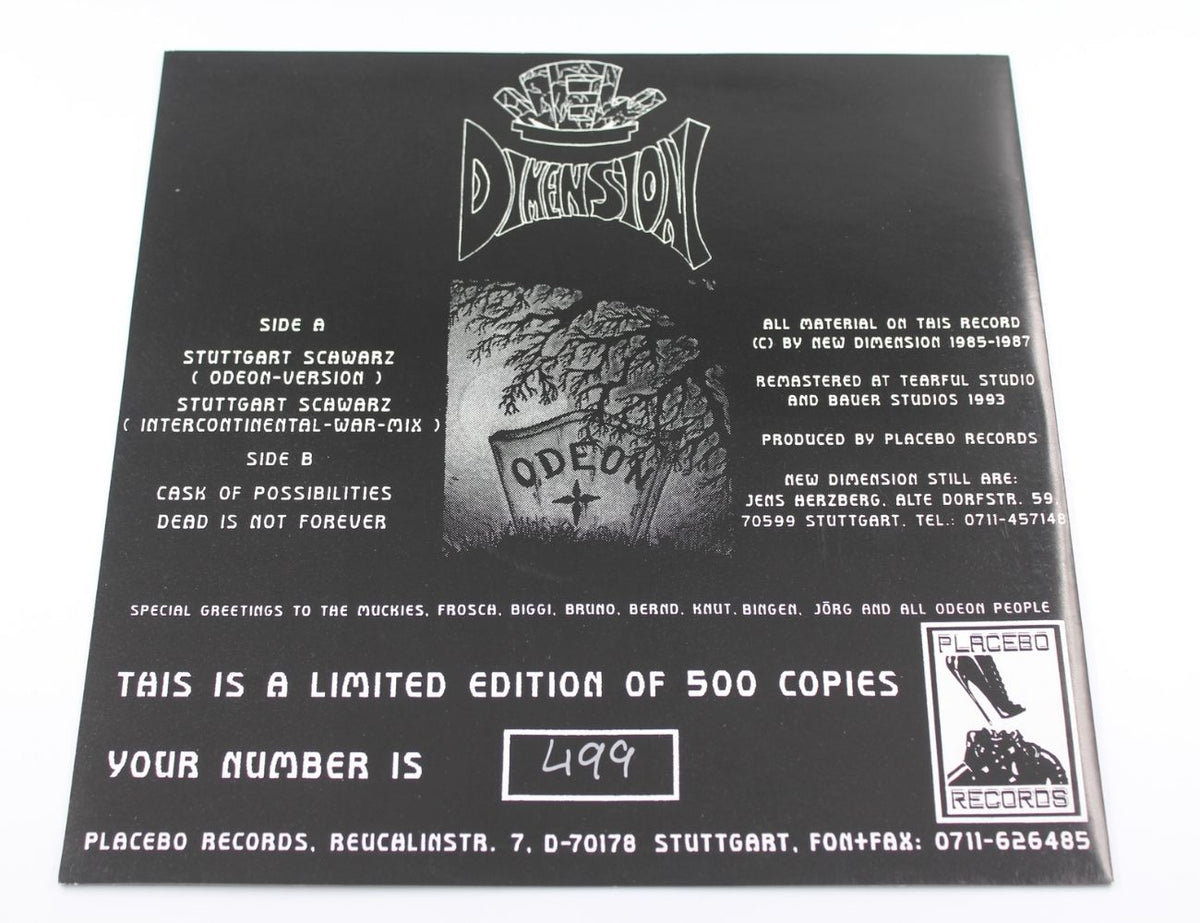 NEW
DIMENSION
SIDE A
STUTTGART SCHWARZ
( ODEON-VERSION )
STUTTGART SCHWARZ
( INTERCONTINENTAL-WAR-MIX )
SIDE B
CASK OF POSSIBILITIES
DEAD IS NOT FOREVER
ODEON
ALL MATERIAL ON THIS RECORD
(C) BY NEW DIMENSION 1985-1987
REMASTERED AT TEARFUL STUDIO
AND BAUER STUDIOS 1993
PRODUCED BY PLACEBO RECORDS
NEW DIMENSION STILL ARE:
JENS HERZBERG, ALTE DORFSTR. 59,
70599 STUTTGART, TEL.: 0711-457148
SPECIAL GREETINGS TO THE MUCKIES, FROSCH, BIGGI, BRUNO, BERND, KNUT, BINGEN, JÖRG AND ALL ODEON PEOPLE
THIS IS A LIMITED EDITION OF 500 COPIES
YOUR NUMBER IS 499
PLACEBO
RECORDS
PLACEBO RECORDS, REUCHLINSTR. 7, D-70178 STUTTGART, FON+FAX: 0711-626485